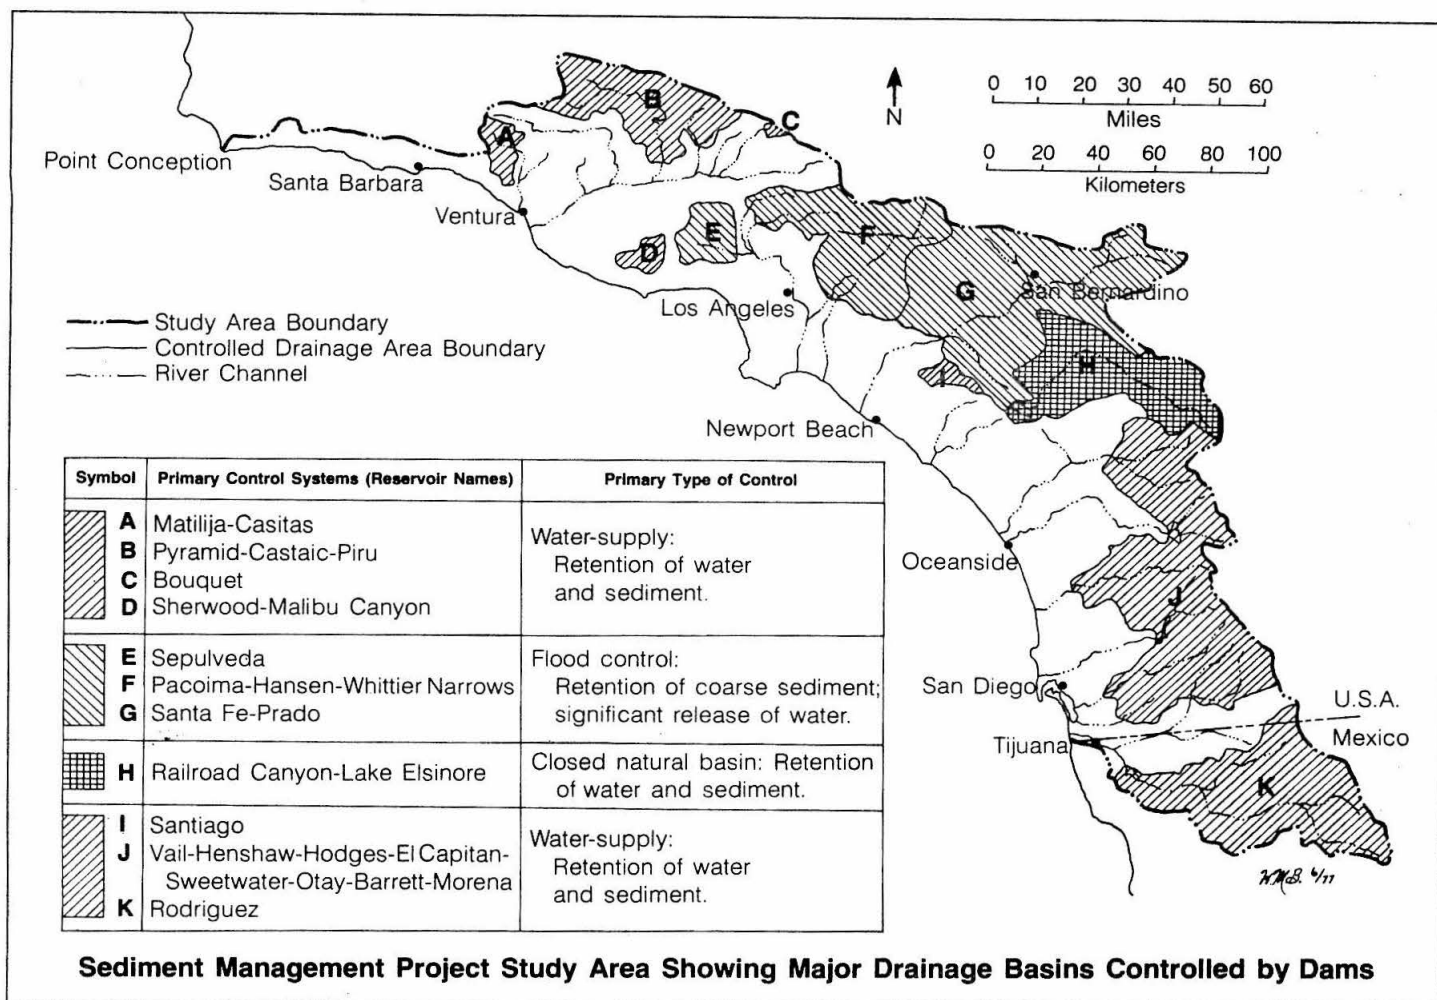 A
B
C
N
0 10 20 30 40 50 60
Miles
0 20 40 60 80 100
Kilometers
Point Conception
Santa Barbara
Ventura
D
E
F
G
San Bernardino
Los Angeles
H
I
Newport Beach
Study Area Boundary
Controlled Drainage Area Boundary
River Channel
Oceanside
J
San Diego
U.S.A.
Tijuana
Mexico
K
Symbol Primary Control Systems (Reservoir Names) Primary Type of Control
A Matilija-Casitas
B Pyramid-Castaic-Piru
C Bouquet
D Sherwood-Malibu Canyon
Water-supply:
Retention of water
and sediment.
E Sepulveda
F Pacoima-Hansen-Whittier Narrows
G Santa Fe-Prado
Flood control:
Retention of coarse sediment;
significant release of water.
H Railroad Canyon-Lake Elsinore
Closed natural basin: Retention
of water and sediment.
I Santiago
J Vail-Henshaw-Hodges-El Capitan-
Sweetwater-Otay-Barrett-Morena
K Rodriguez
Water-supply:
Retention of water
and sediment.
6/77
Sediment Management Project Study Area Showing Major Drainage Basins Controlled by Dams